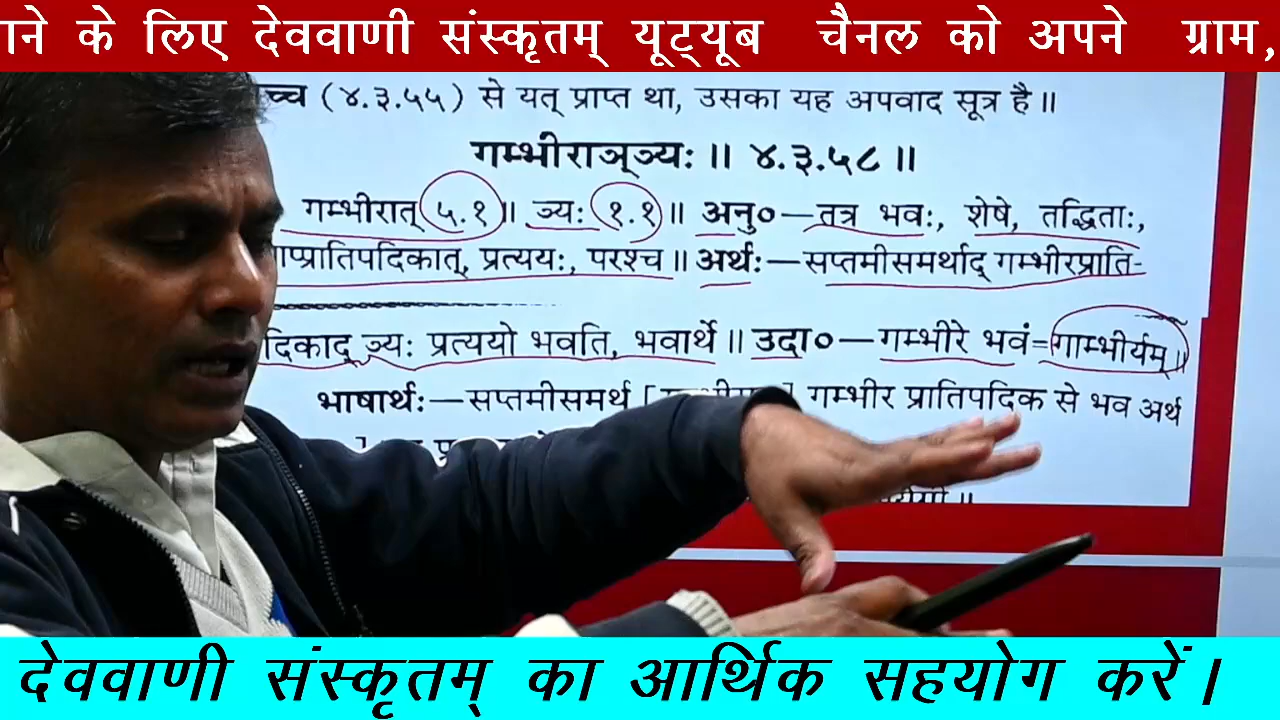 ने के लिए देववाणी संस्कृतम् यूट्यूब चैनल को अपने ग्राम,
च्च (४.३.५५) से यत् प्राप्त था, उसका यह अपवाद सूत्र है॥
गम्भीराञ्ञ्यः॥ ४.३.५८॥
गम्भीरात् ५.१॥ ञ्यः १.१॥ अनु०—तत्र भवः, शेषे, तद्धिताः,
प्प्रातिपदिकात्, प्रत्ययः, परश्च॥ अर्थः—सप्तमीसमर्थाद् गम्भीरप्राति-
दिकाद् ञ्यः प्रत्ययो भवति, भवार्थे॥ उदा०—गम्भीरे भवं=गाम्भीर्यम्॥
भाषार्थः—सप्तमीसमर्थ [ ] गम्भीर प्रातिपदिक से भव अर्थ
देववाणी संस्कृतम् का आर्थिक सहयोग करें।